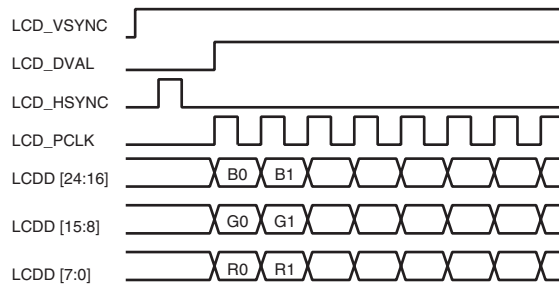 LCD_VSYNC
LCD_DVAL
LCD_HSYNC
LCD_PCLK
LCDD [24:16] B0 B1
LCDD [15:8] G0 G1
LCDD [7:0] R0 R1